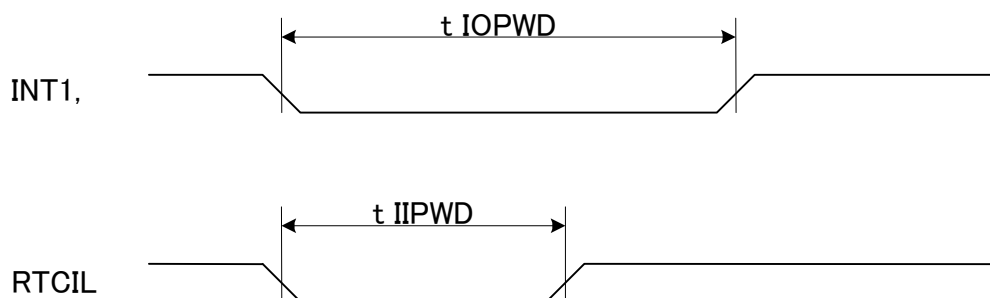 t IOPWD
INT1,
t IIPWD
RTCIL